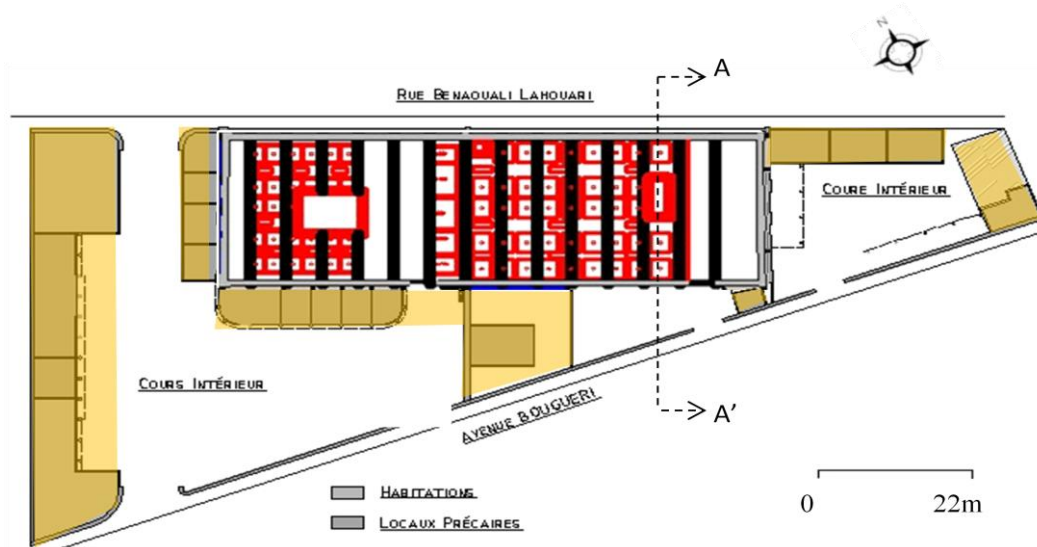 N
A
RUE BENAOUALI LAHOUARI
COURE INTÉRIEUR
COURS INTÉRIEUR
AVENUE BOUGUERI
A'
HABITATIONS
LOCAUX PRÉCAIRES
0 22m